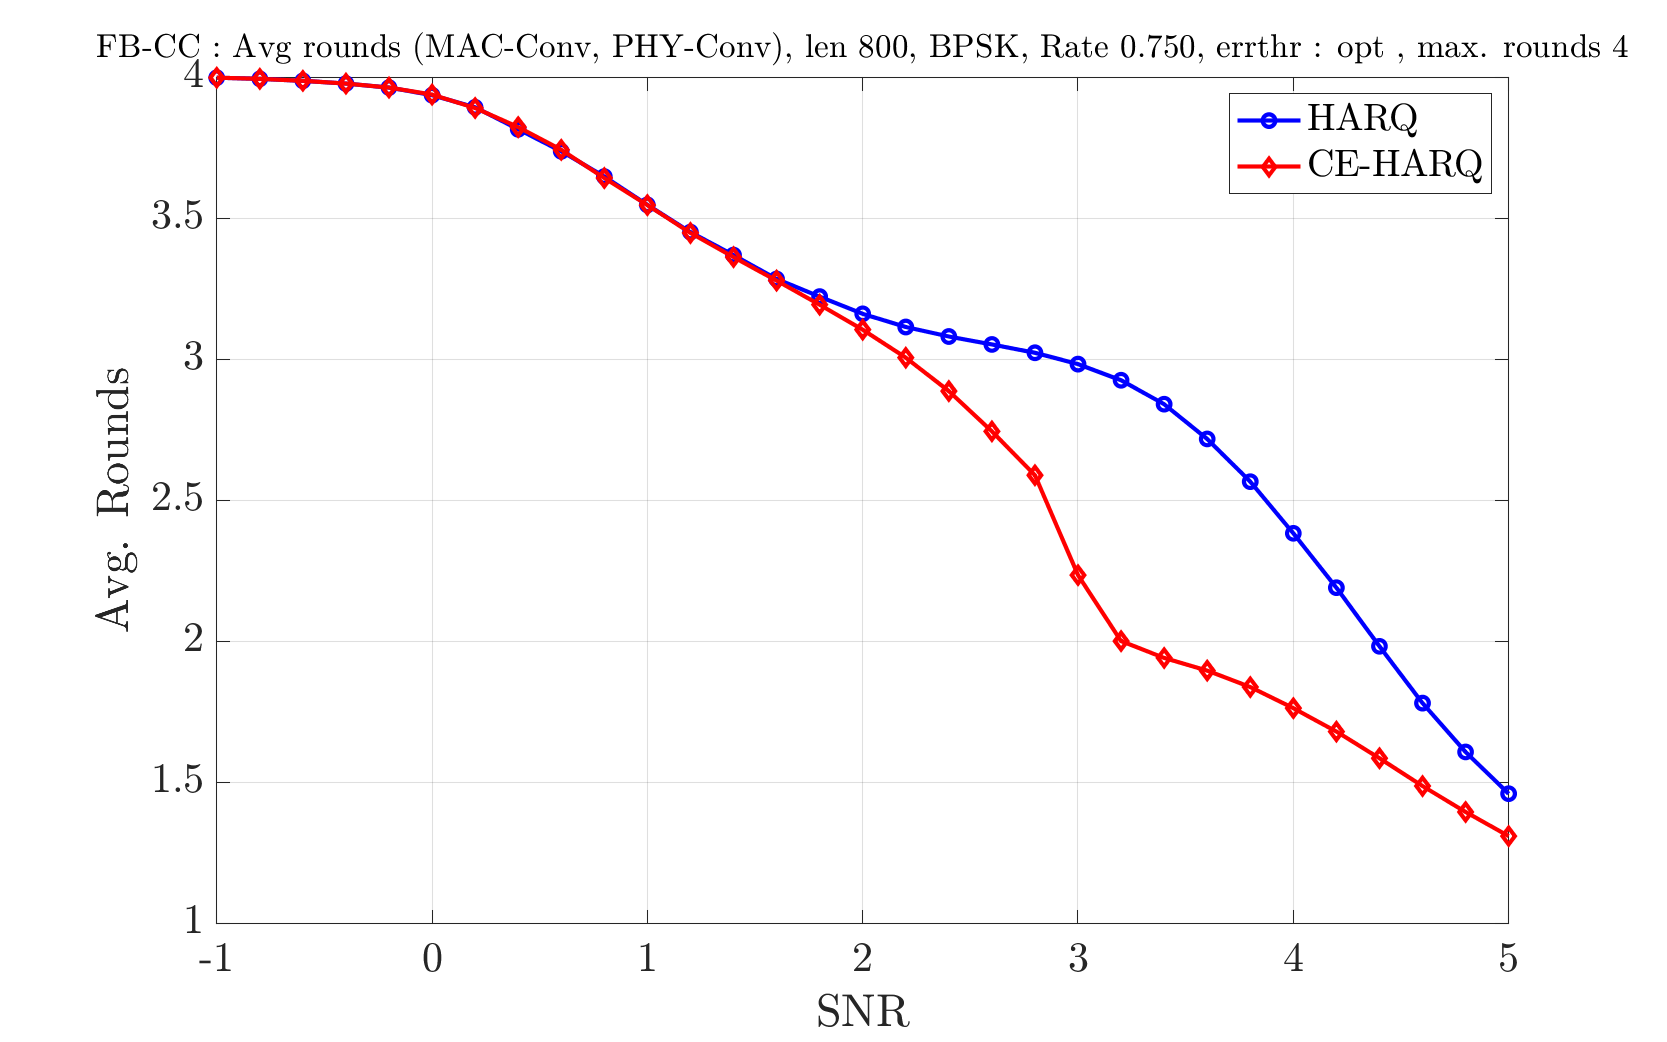 FB-CC : Avg rounds (MAC-Conv, PHY-Conv), len 800, BPSK, Rate 0.750, errthr : opt , max. rounds 4
HARQ
CE-HARQ
Avg. Rounds
4
3.5
3
2.5
2
1.5
1
-1 0 1 2 3 4 5
SNR